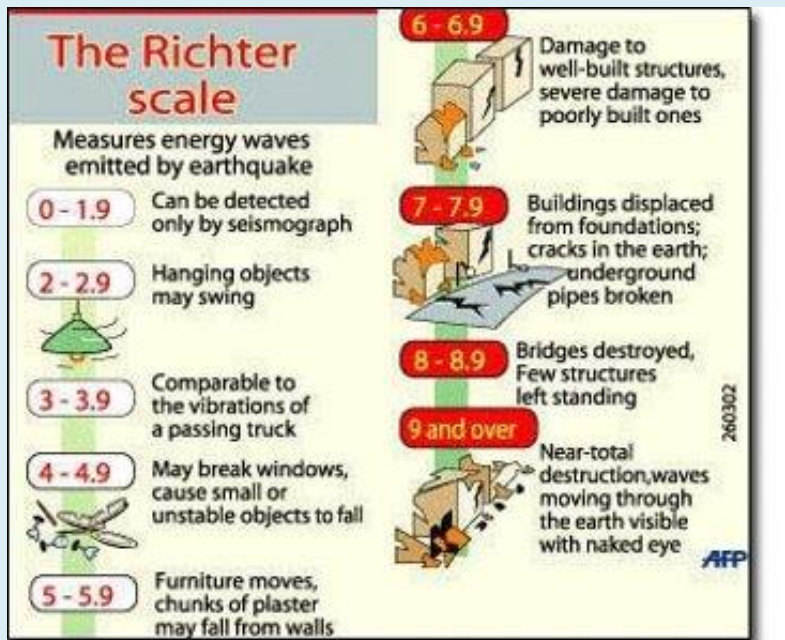 The Richter
scale
Measures energy waves
emitted by earthquake
0 - 1.9
Can be detected
only by seismograph
2 - 2.9
Hanging objects
may swing
3 - 3.9
Comparable to
the vibrations of
a passing truck
4 - 4.9
May break windows,
cause small or
unstable objects to fall
5 - 5.9
Furniture moves,
chunks of plaster
may fall from walls
6 - 6.9
Damage to
well-built structures,
severe damage to
poorly built ones
7 - 7.9
Buildings displaced
from foundations;
cracks in the earth;
underground
pipes broken
8 - 8.9
Bridges destroyed,
Few structures
left standing
9 and over
Near-total
destruction,waves
moving through
the earth visible
with naked eye
260302
AFP